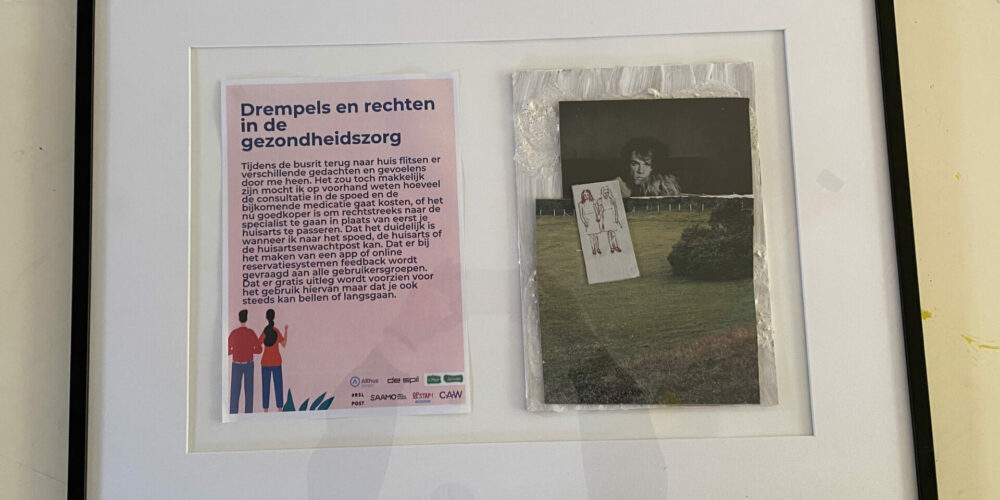 Drempels en rechten
in de
gezondheidszorg
Tijdens de busrit terug naar huis flitsen er
verschillende gedachten en gevoelens
door me heen. Het zou toch makkelijk
zijn mocht ik op voorhand weten hoeveel
de consultatie in de spoed en de
bijkomende medicatie gaat kosten, of het
nu goedkoper is om rechtstreeks naar de
specialist te gaan in plaats van eerst je
huisarts te passeren. Dat het duidelijk is
wanneer ik naar het spoed, de huisarts of
de huisartsenwachtpost kan. Dat er bij
het maken van een app of online
reservatiesystemen feedback wordt
gevraagd aan alle gebruikersgroepen.
Dat er gratis uitleg wordt voorzien voor
het gebruik hiervan maar dat je ook
steeds kan bellen of langsgaan.
de spil
SAAMO
POST
CAW